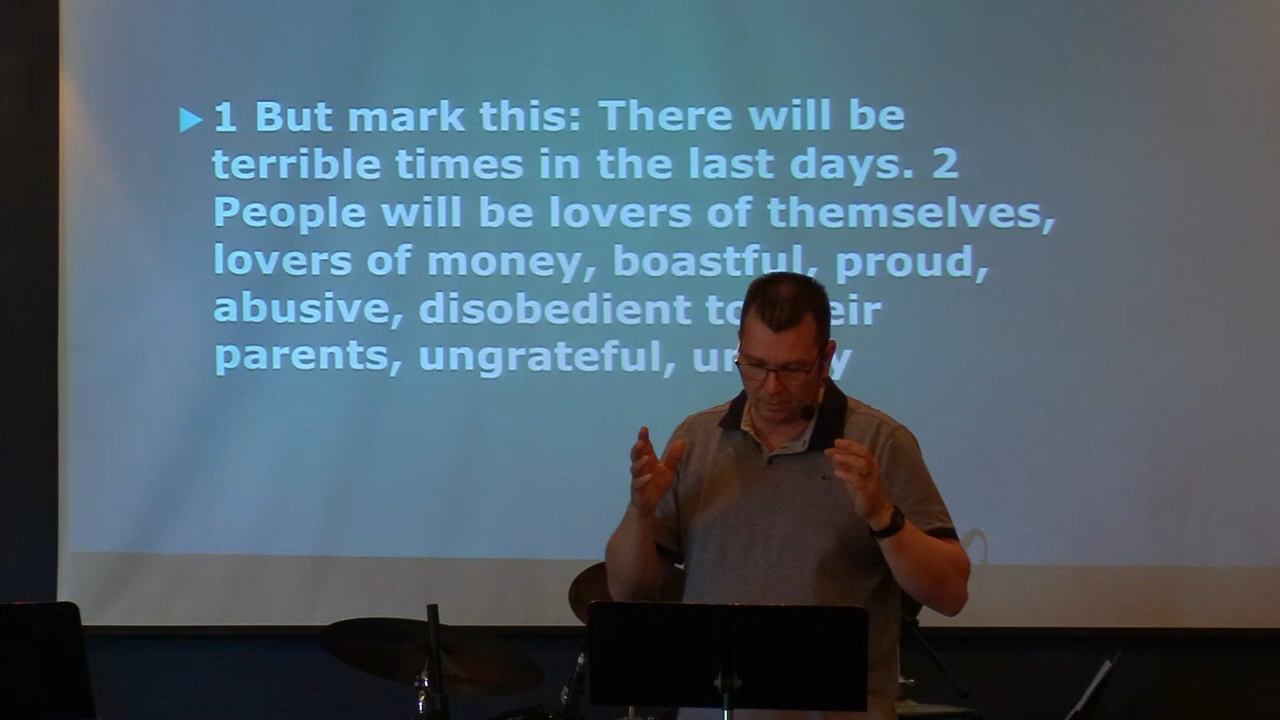 1 But mark this: There will be
terrible times in the last days. 2
People will be lovers of themselves,
lovers of money, boastful, proud,
abusive, disobedient to their
parents, ungrateful,